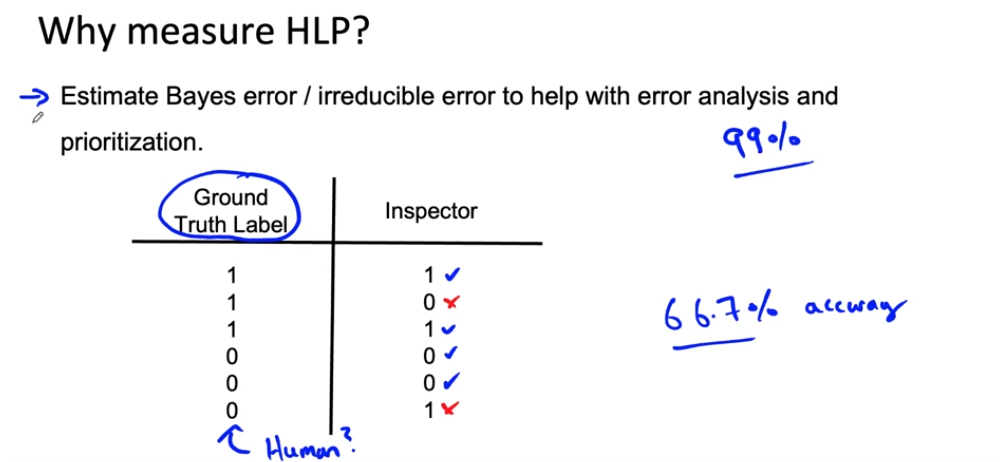 Why measure HLP?
→ Estimate Bayes error / irreducible error to help with error analysis and
prioritization.
99%
Ground
Truth Label
Inspector
1 1 ✓
1 0 ×
1 1 ✓
0 0 ✓
0 0 ✓
0 1 ×
66.7% accuracy
Human?